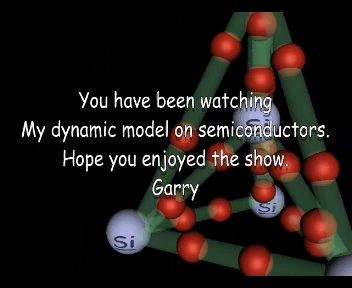 You have been watching
My dynamic model on semiconductors.
Hope you enjoyed the show.
Garry
Si
Si
Si